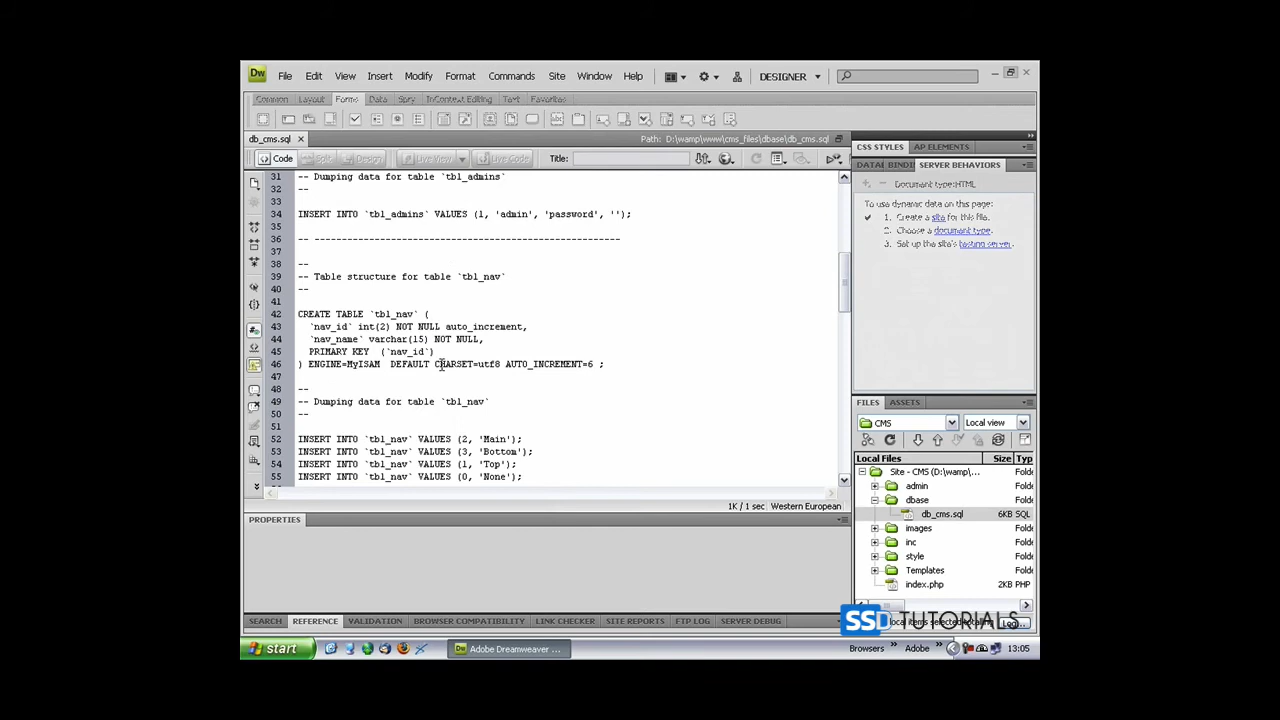 Dw File Edit View Insert Modify Format Commands Site Window Help DESIGNER
Common Layout Forms Data Spry InContext Editing Text Favorites
db_cms.sql Path: D:\wamp\www\cms_files\dbase\db_cms.sql
Code Split Design Live View Live Code Title:
31 -- Dumping data for table `tbl_admins`
32 --
33
34 INSERT INTO `tbl_admins` VALUES (1, 'admin', 'password', '');
35
36 -- --------------------------------------------------------
37
38 --
39 -- Table structure for table `tbl_nav`
40 --
41
42 CREATE TABLE `tbl_nav` (
43 `nav_id` int(2) NOT NULL auto_increment,
44 `nav_name` varchar(15) NOT NULL,
45 PRIMARY KEY (`nav_id`)
46 ) ENGINE=MyISAM DEFAULT CHARSET=utf8 AUTO_INCREMENT=6 ;
47
48 --
49 -- Dumping data for table `tbl_nav`
50 --
51
52 INSERT INTO `tbl_nav` VALUES (2, 'Main');
53 INSERT INTO `tbl_nav` VALUES (3, 'Bottom');
54 INSERT INTO `tbl_nav` VALUES (1, 'Top');
55 INSERT INTO `tbl_nav` VALUES (0, 'None');
1K / 1 sec Western European
PROPERTIES
SEARCH REFERENCE VALIDATION BROWSER COMPATIBILITY LINK CHECKER SITE REPORTS FTP LOG SERVER DEBUG
CSS STYLES AP ELEMENTS
DATAI BINDI SERVER BEHAVIORS
Document type:HTML
To use dynamic data on this page:
1. Create a site for this file.
2. Choose a document type.
3. Set up the site's testing server.
FILES ASSETS
CMS Local view
Local Files Size Typ
Site - CMS (D:\wamp\... Folde
admin Folde
dbase Folde
db_cms.sql 6KB SQL
images Folde
inc Folde
style Folde
Templates Folde
index.php 2KB PHP
local items selected totalling Log...
SSD TUTORIALS
start Adobe Dreamweaver ... Browsers » Adobe » 13:05